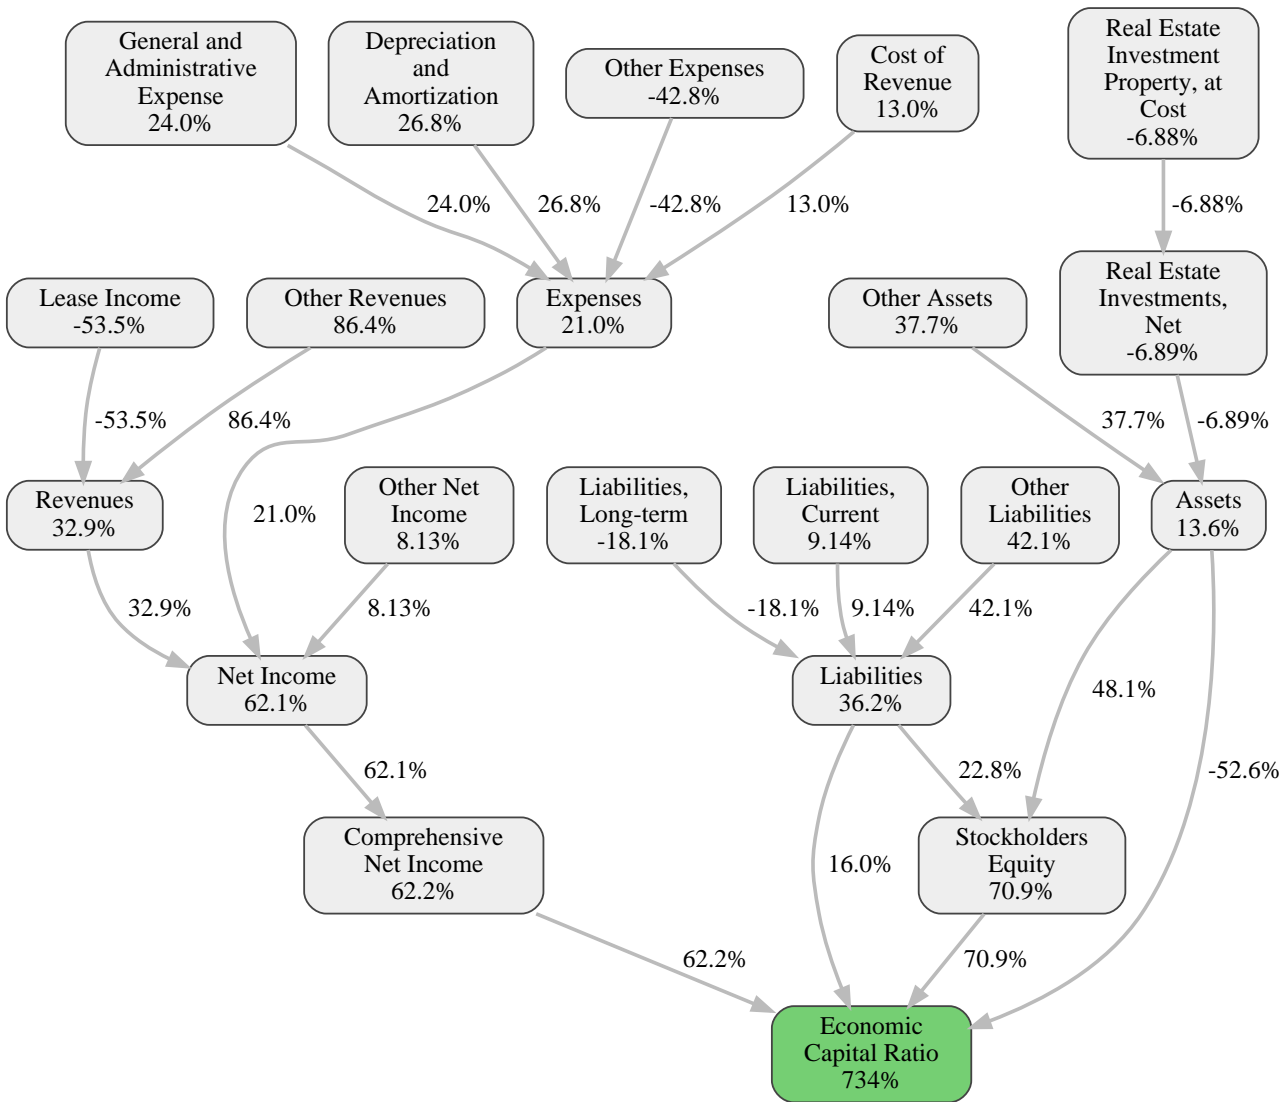 General and
Administrative
Expense
24.0%
Depreciation
and
Amortization
26.8%
Other Expenses
-42.8%
Cost of
Revenue
13.0%
Real Estate
Investment
Property, at
Cost
-6.88%
24.0%
26.8%
-42.8%
13.0%
-6.88%
Lease Income
-53.5%
Other Revenues
86.4%
Expenses
21.0%
Other Assets
37.7%
Real Estate
Investments,
Net
-6.89%
-53.5%
86.4%
37.7%
-6.89%
Revenues
32.9%
21.0%
Other Net
Income
8.13%
Liabilities,
Long-term
-18.1%
Liabilities,
Current
9.14%
Other
Liabilities
42.1%
Assets
13.6%
32.9%
8.13%
-18.1%
9.14%
42.1%
Net Income
62.1%
Liabilities
36.2%
48.1%
62.1%
22.8%
-52.6%
Comprehensive
Net Income
62.2%
16.0%
Stockholders
Equity
70.9%
62.2%
70.9%
Economic
Capital Ratio
734%